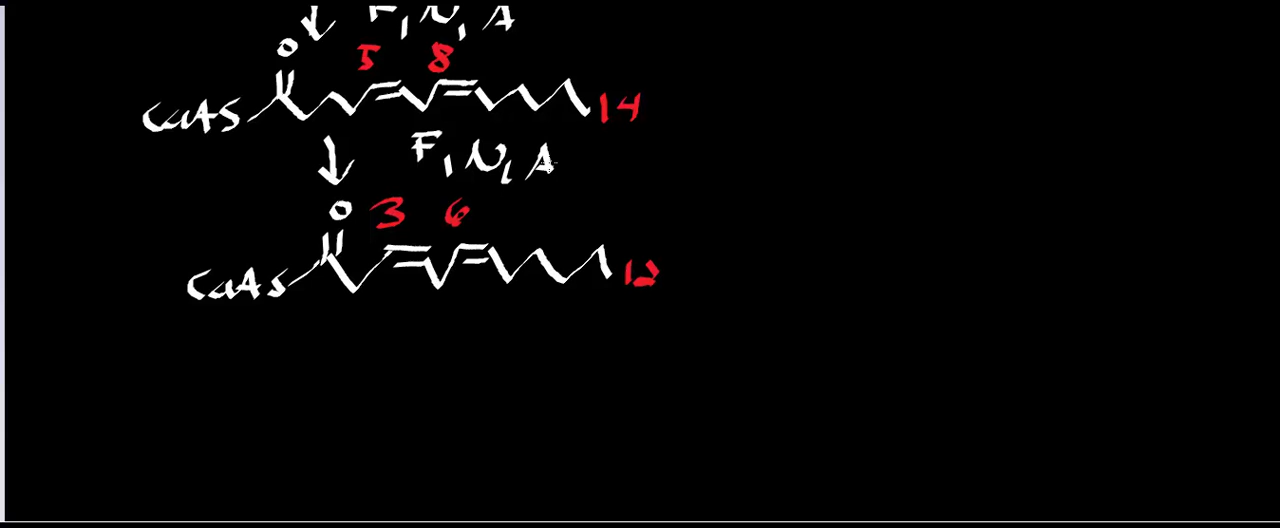 F, N, A
O
5 8
CoAS 14
F, N, A
O 3 6
CoAS 12